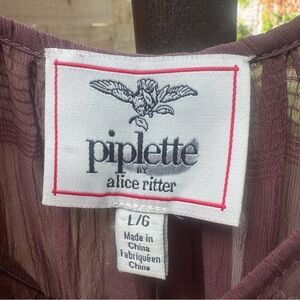 piplette
BY
alice ritter
L/G
Made in
China
Fabriqué en
Chine